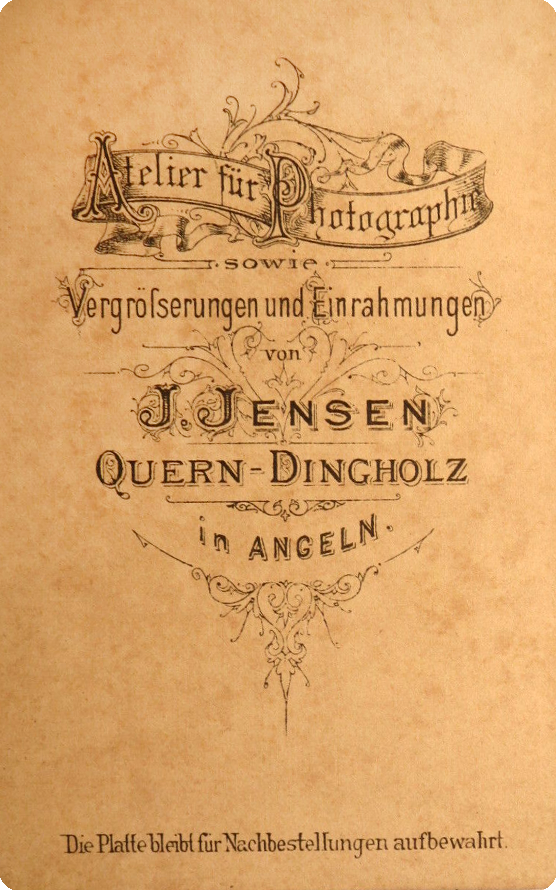 Atelier für Photographie
sowie
Vergrösserungen und Einrahmungen
von
J. JENSEN
QUERN-DINGHOLZ
in ANGELN.
Die Platte bleibt für Nachbestellungen aufbewahrt.